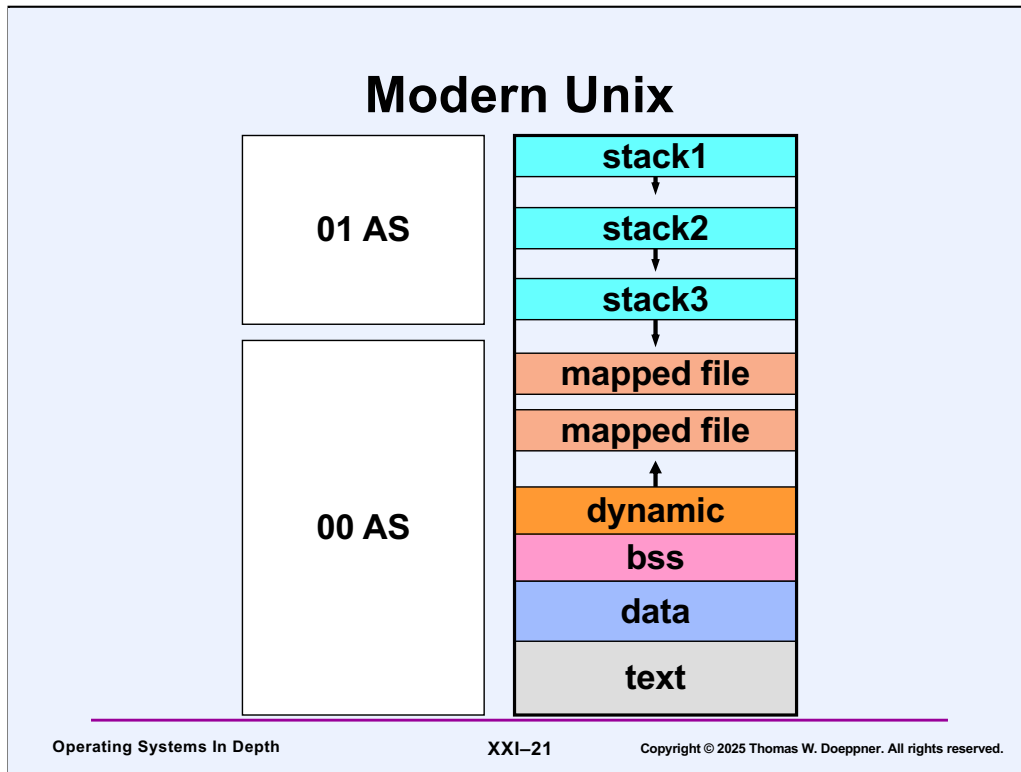 Modern Unix
01 AS
00 AS
stack1
stack2
stack3
mapped file
mapped file
dynamic
bss
data
text
Operating Systems In Depth
XXI–21
Copyright © 2025 Thomas W. Doeppner. All rights reserved.